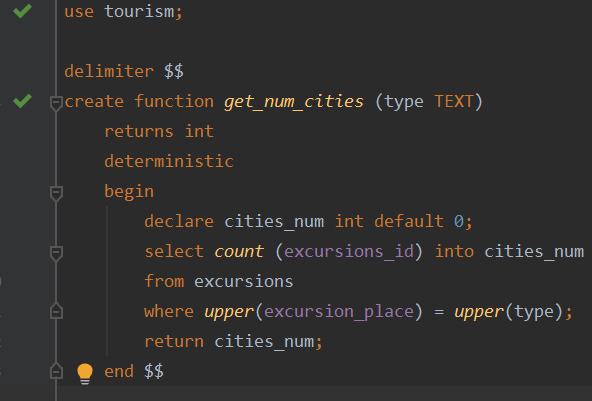 use tourism;
delimiter $$
create function get_num_cities (type TEXT)
returns int
deterministic
begin
declare cities_num int default 0;
select count (excursions_id) into cities_num
from excursions
where upper(excursion_place) = upper(type);
return cities_num;
end $$